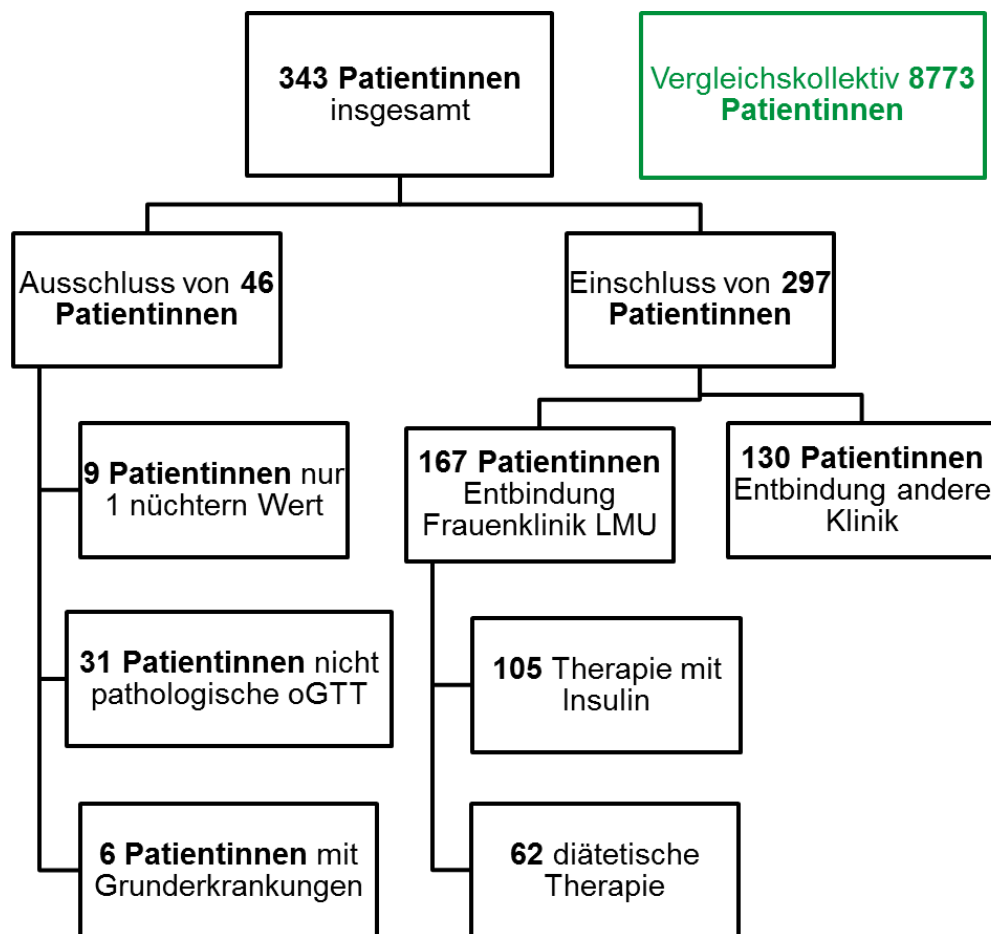 343 Patientinnen
insgesamt
Vergleichskollektiv 8773
Patientinnen
Ausschluss von 46
Patientinnen
Einschluss von 297
Patientinnen
9 Patientinnen nur
1 nüchtern Wert
167 Patientinnen
Entbindung
Frauenklinik LMU
130 Patientinnen
Entbindung andere
Klinik
31 Patientinnen nicht
pathologische oGTT
105 Therapie mit
Insulin
6 Patientinnen mit
Grunderkrankungen
62 diätetische
Therapie